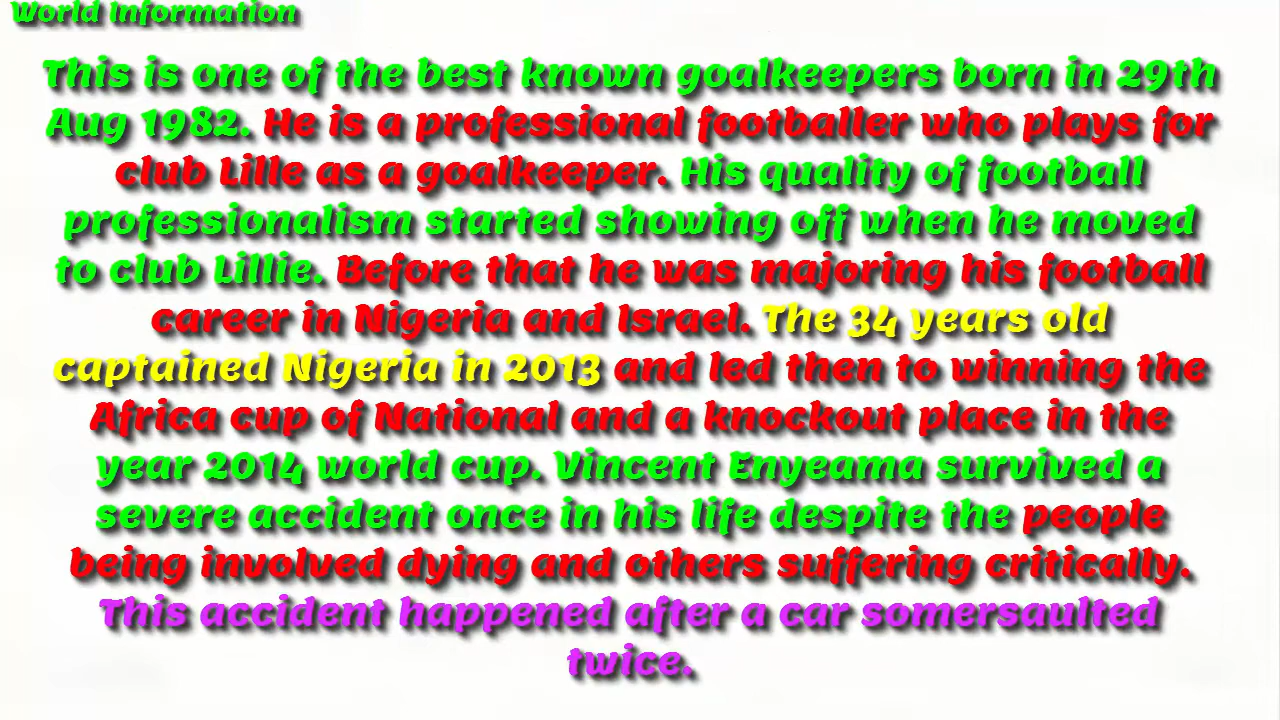 World Information
This is one of the best known goalkeepers born in 29th
Aug 1982. He is a professional footballer who plays for
club Lille as a goalkeeper. His quality of football
professionalism started showing off when he moved
to club Lillie. Before that he was majoring his football
career in Nigeria and Israel. The 34 years old
captained Nigeria in 2013 and led then to winning the
Africa cup of National and a knockout place in the
year 2014 world cup. Vincent Enyeama survived a
severe accident once in his life despite the people
being involved dying and others suffering critically.
This accident happened after a car somersaulted
twice.